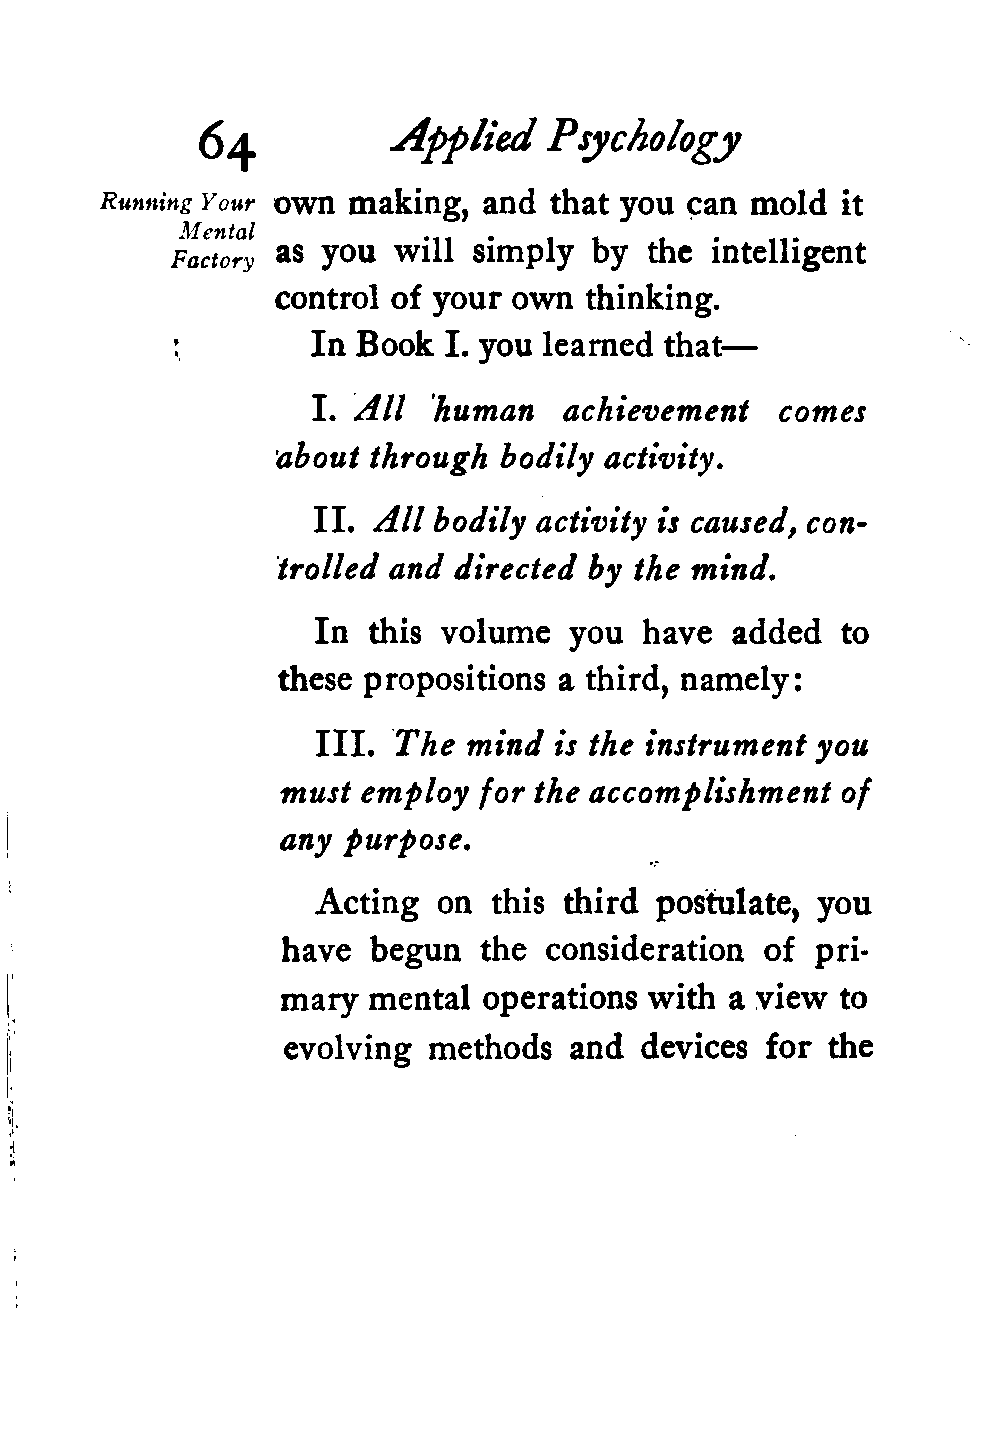 64 Applied Psychology
Running Your
Mental
Factory
own making, and that you can mold it
as you will simply by the intelligent
control of your own thinking.
In Book I. you learned that—
I. All human achievement comes
about through bodily activity.
II. All bodily activity is caused, con-
trolled and directed by the mind.
In this volume you have added to
these propositions a third, namely:
III. The mind is the instrument you
must employ for the accomplishment of
any purpose.
Acting on this third postulate, you
have begun the consideration of pri-
mary mental operations with a view to
evolving methods and devices for the